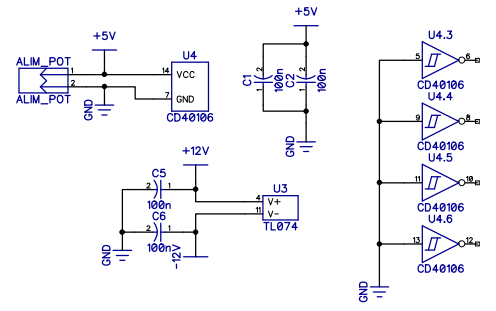 +5V
ALIM_POT
1
2
ALIM_POT
GND
U4
14 VCC
7 GND
CD40106
+5V
C1 2 1 100n
C2 2 1 100n
GND
U4.3
5 6
CD40106
U4.4
9 8
CD40106
U4.5
11 10
CD40106
U4.6
13 12
CD40106
GND
+12V
C5
2 1
100n
C6
2 1
100n
GND
-12V
U3
4 V+
11 V-
TL074